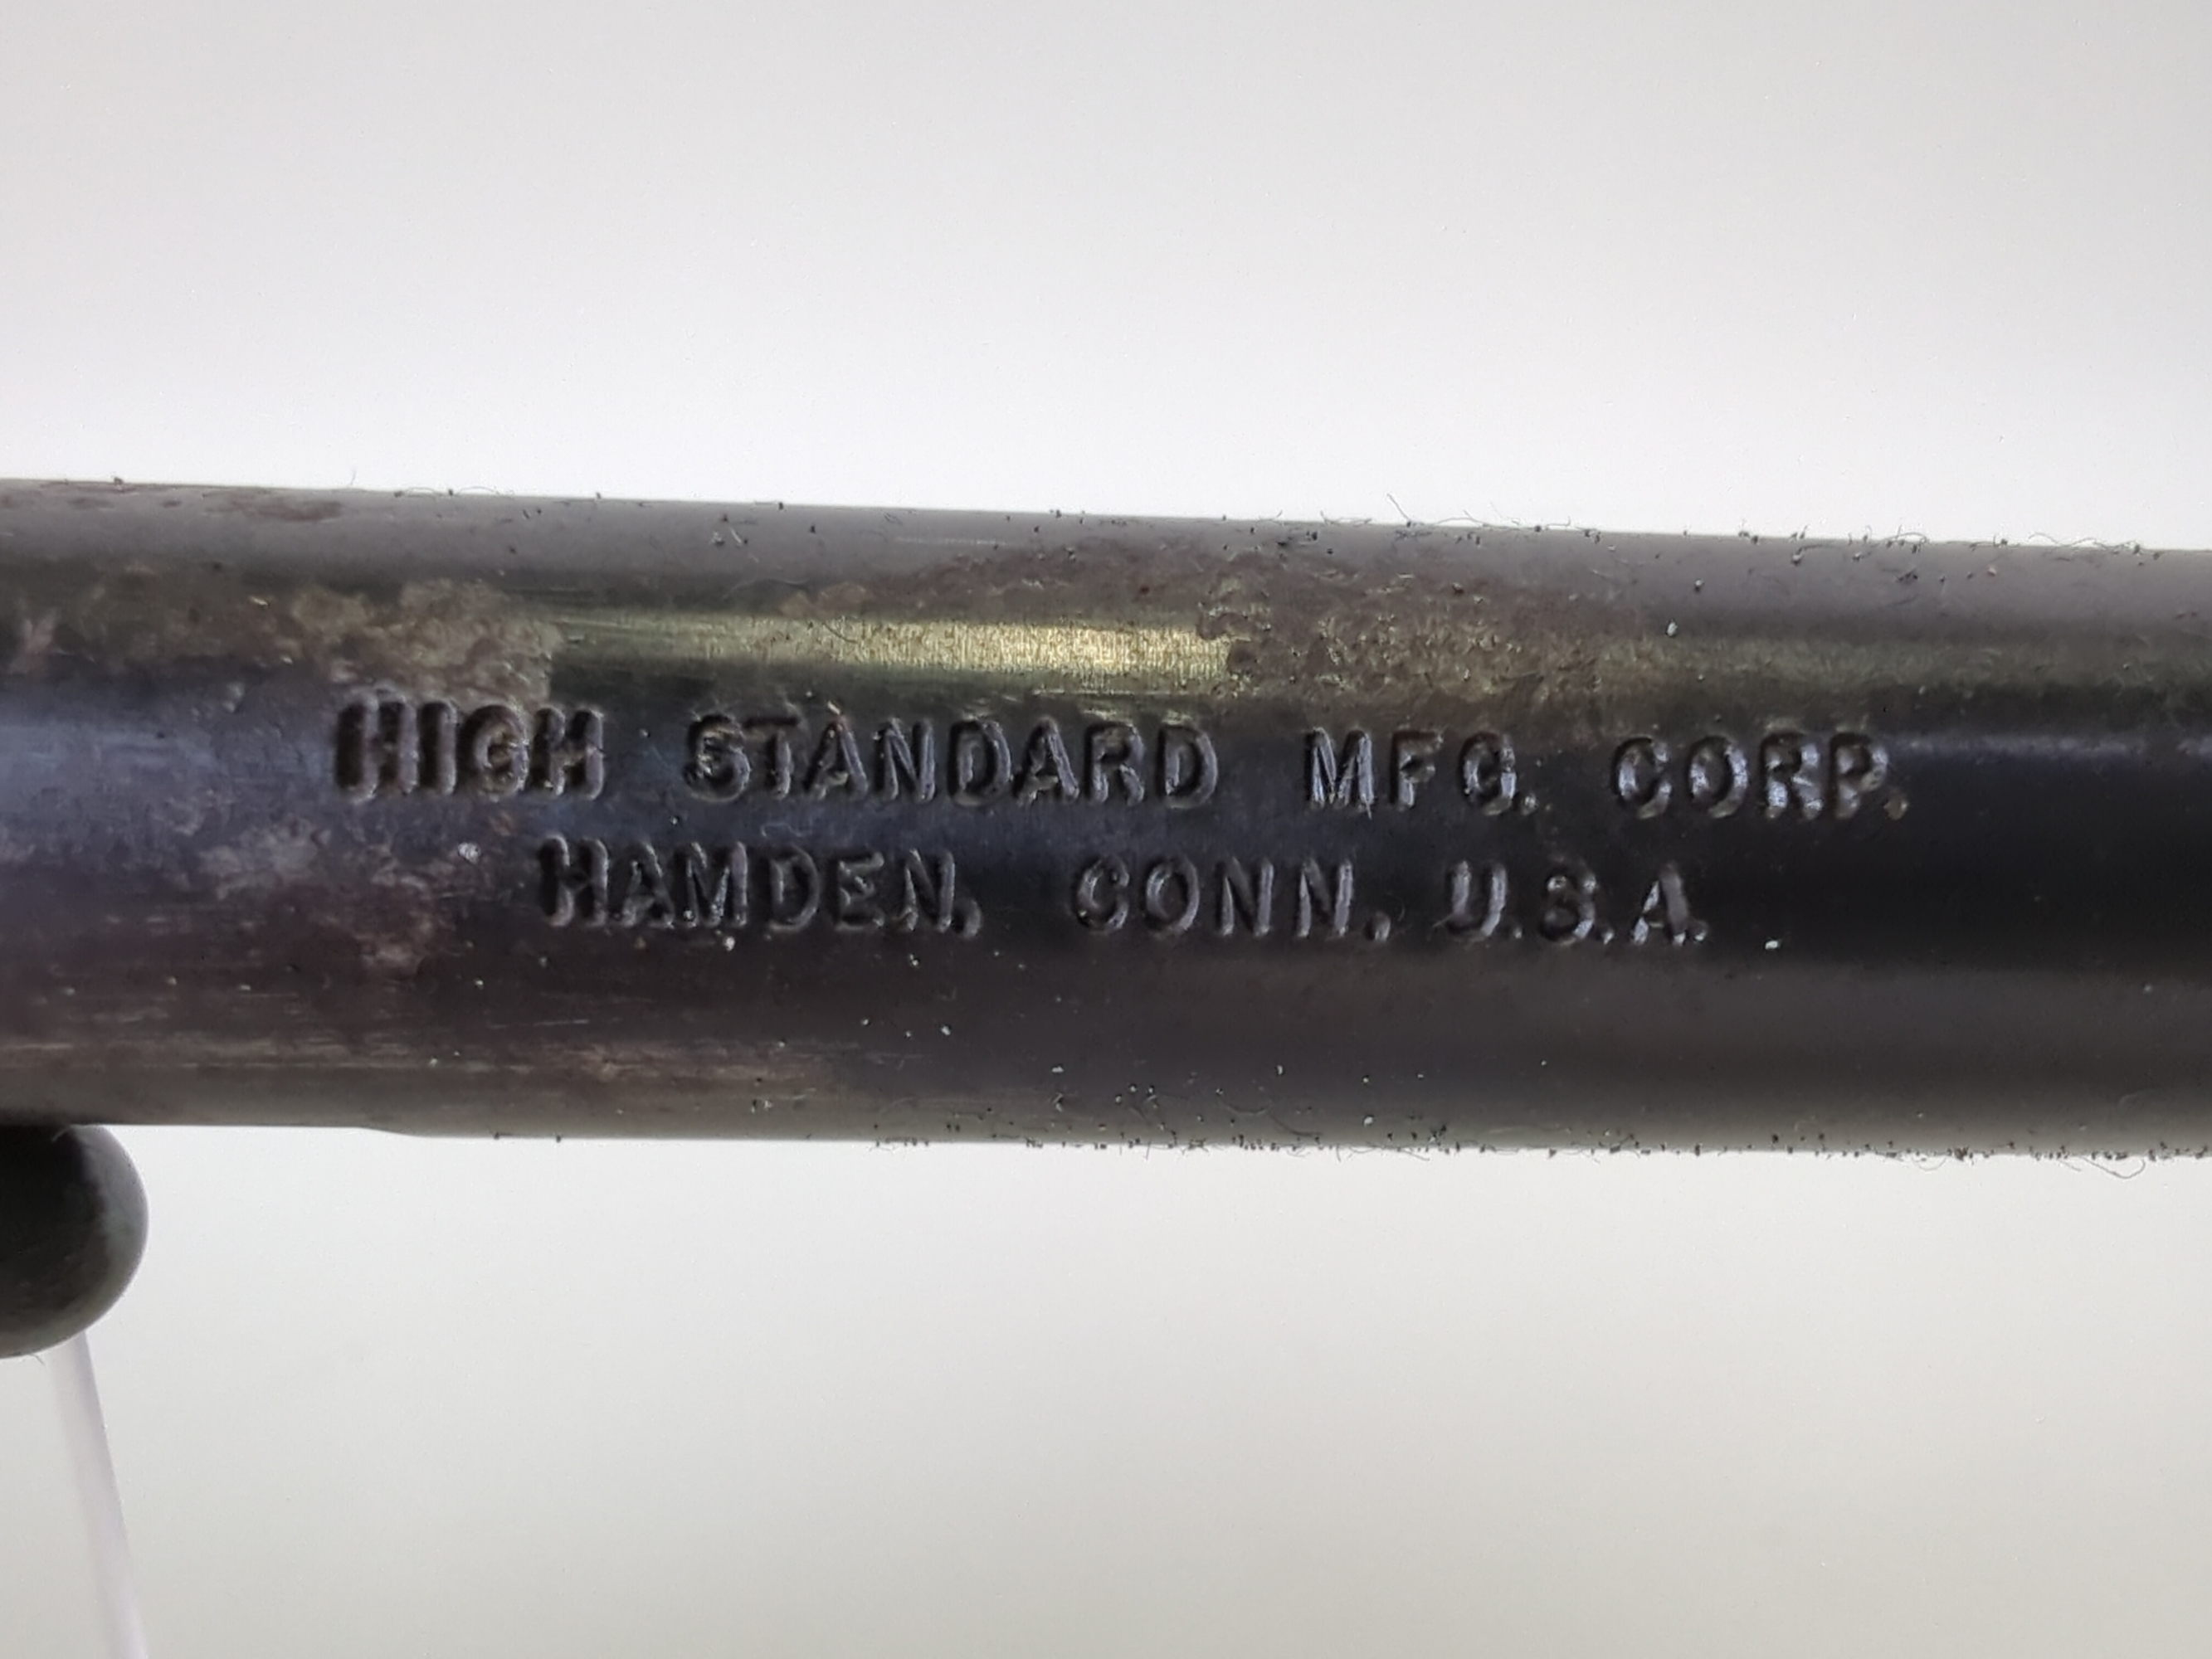 HIGH STANDARD MFG. CORP.
HAMDEN, CONN. U.S.A.